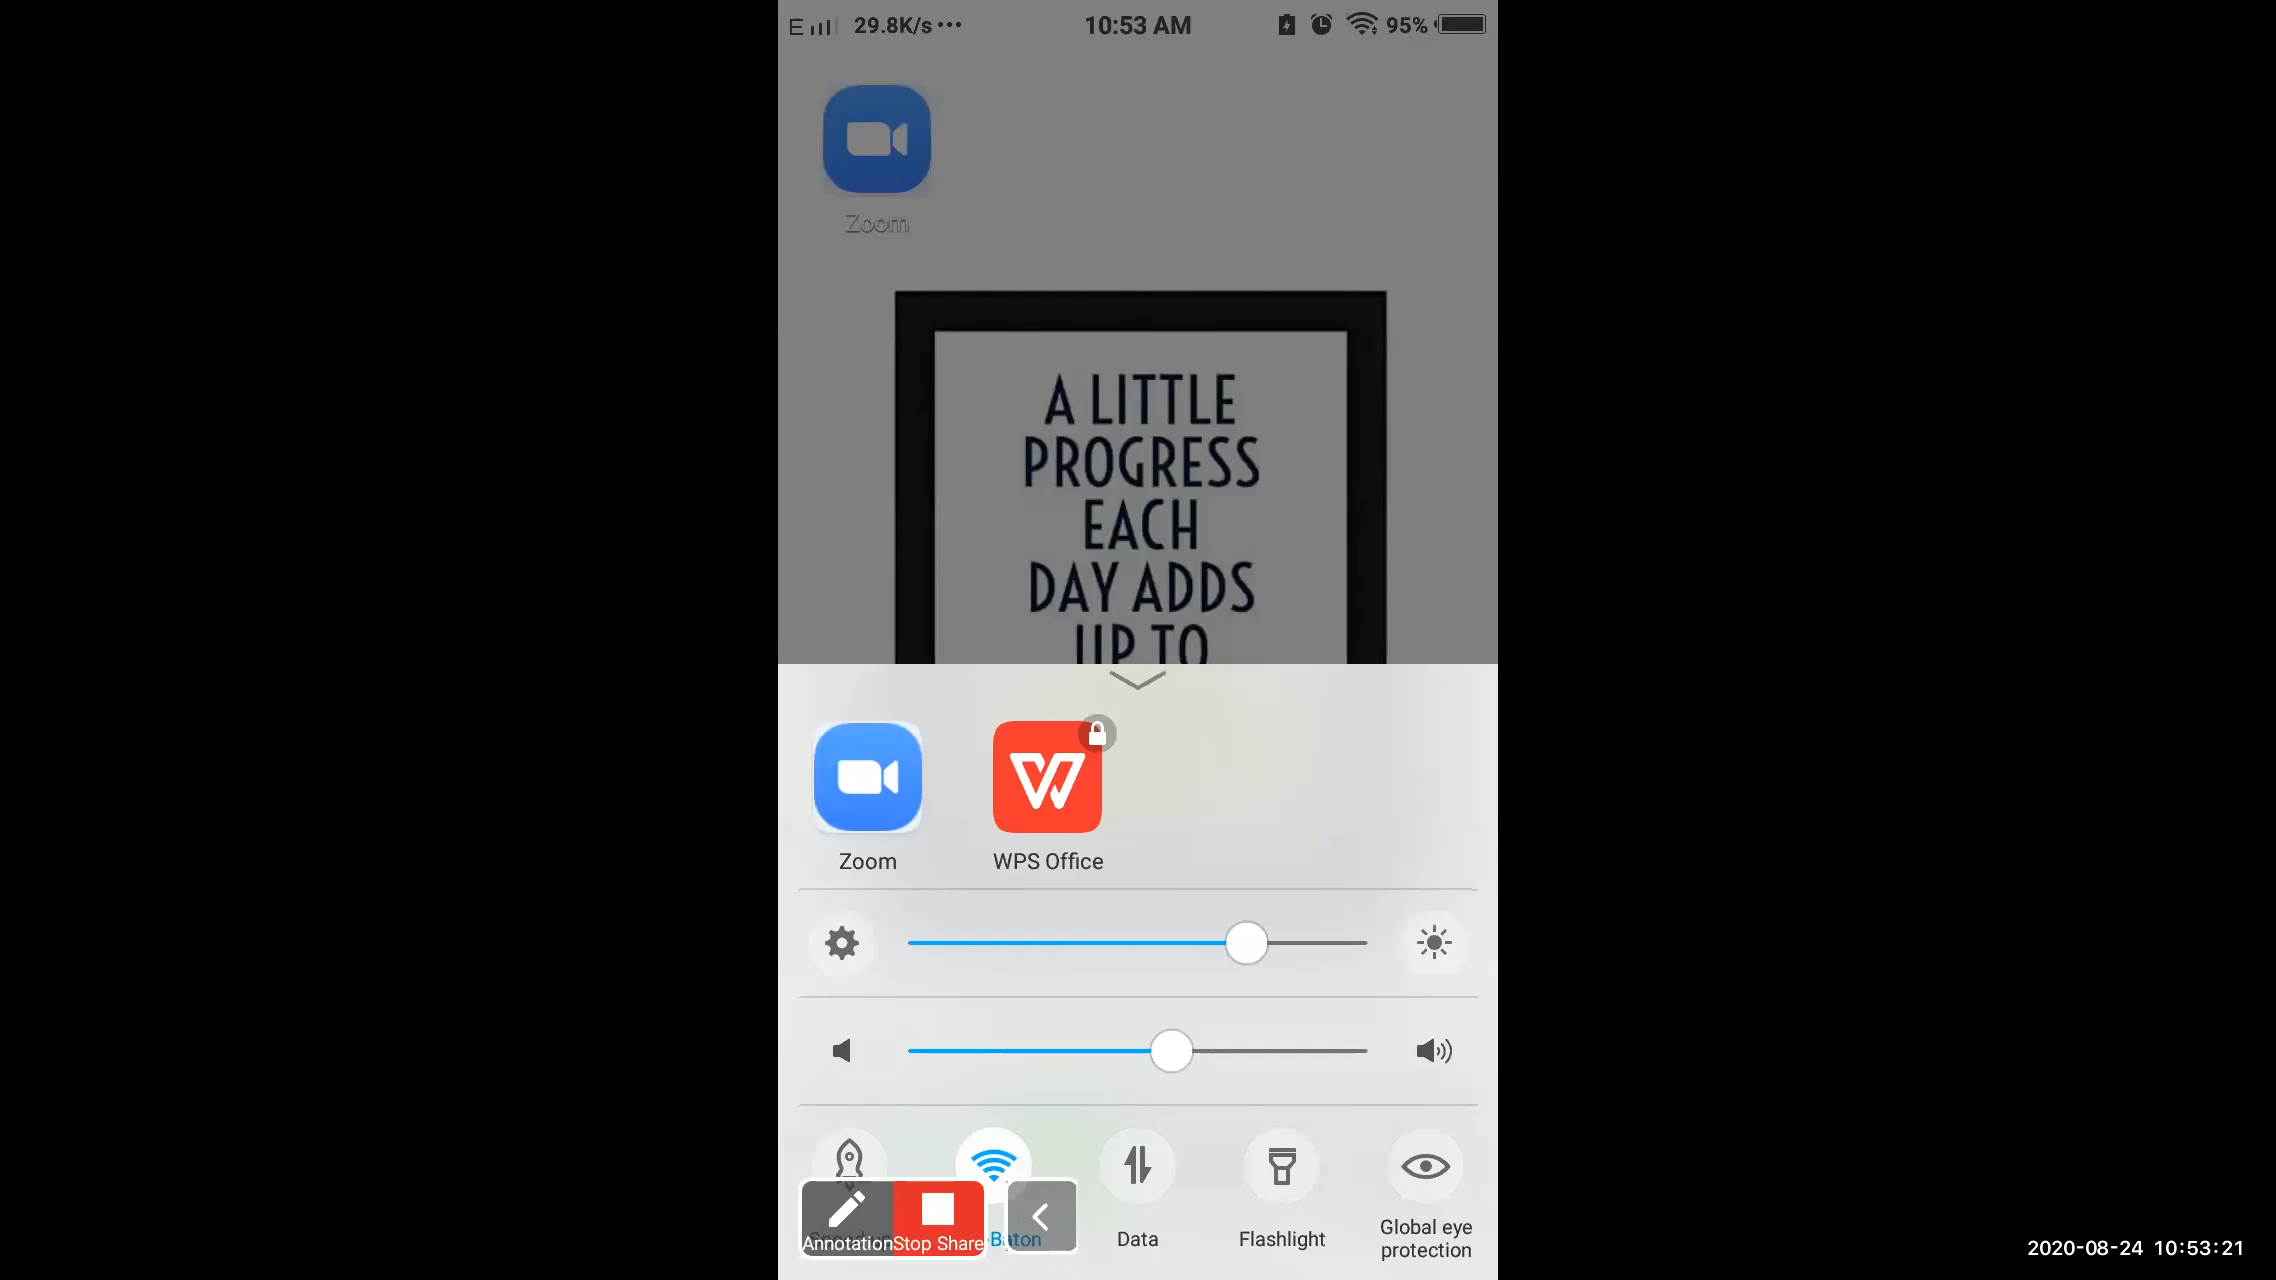 E 29.8K/s ... 10:53 AM 95%
Zoom
A LITTLE
PROGRESS
EACH
DAY ADDS
UP TO
Zoom WPS Office
Annotation Stop Share Baton Data Flashlight Global eye
protection
2020-08-24 10:53:21